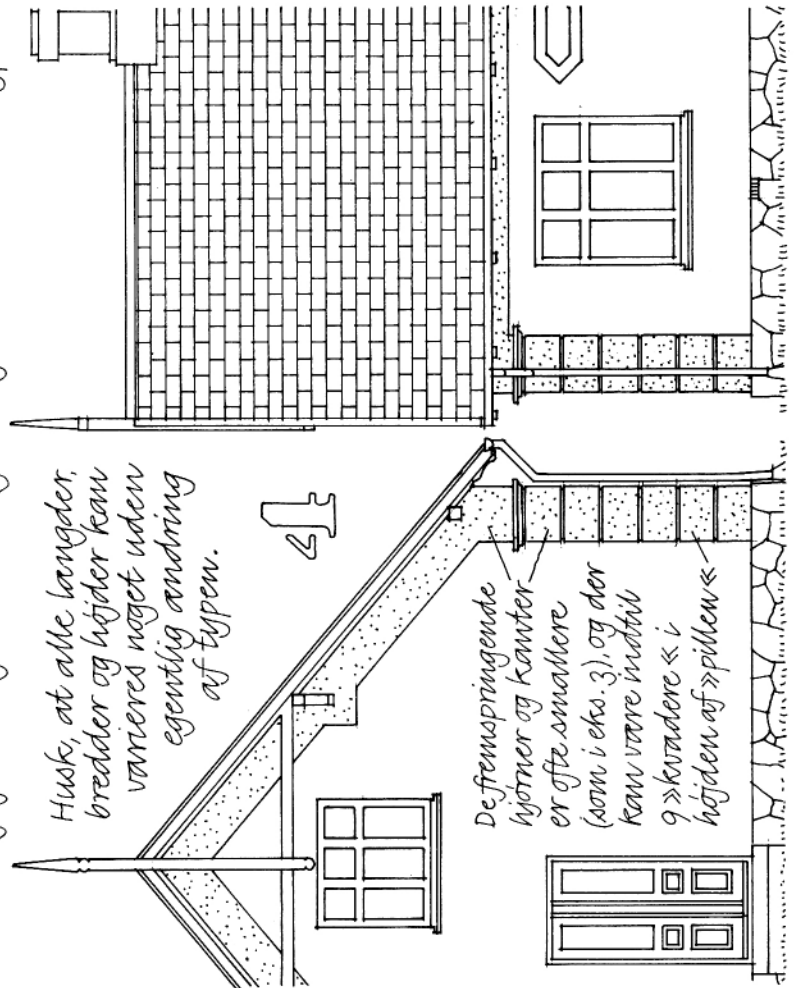 Husk, at alle længder,
bredder og højder kan
varieres noget uden
egentlig ændring
af typen.
4
De fremspringende
hjørner og kanter
er ofte smallere
(som i eks. 3), og der
kan være indtil
9 »kvadere« i
højden af »pillen«